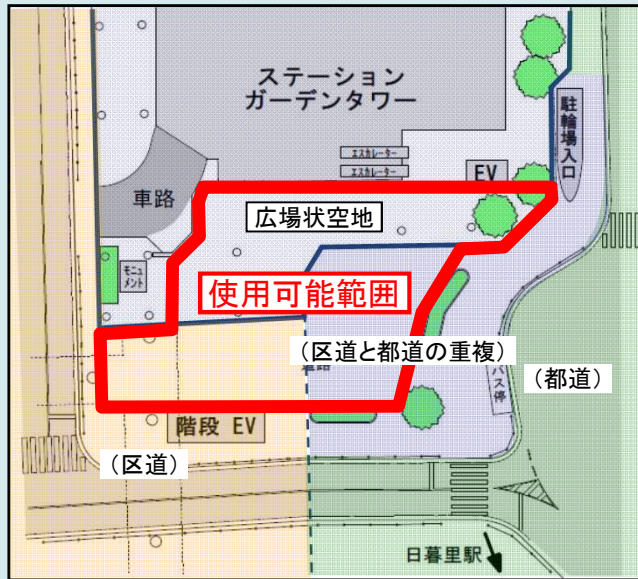 ステーション
ガーデンタワー
駐輪場入口
エスカレーター
エスカレーター
EV
車路
広場状空地
モニュ
メント
使用可能範囲
(区道と都道の重複)
バス停
(都道)
階段 EV
(区道)
日暮里駅